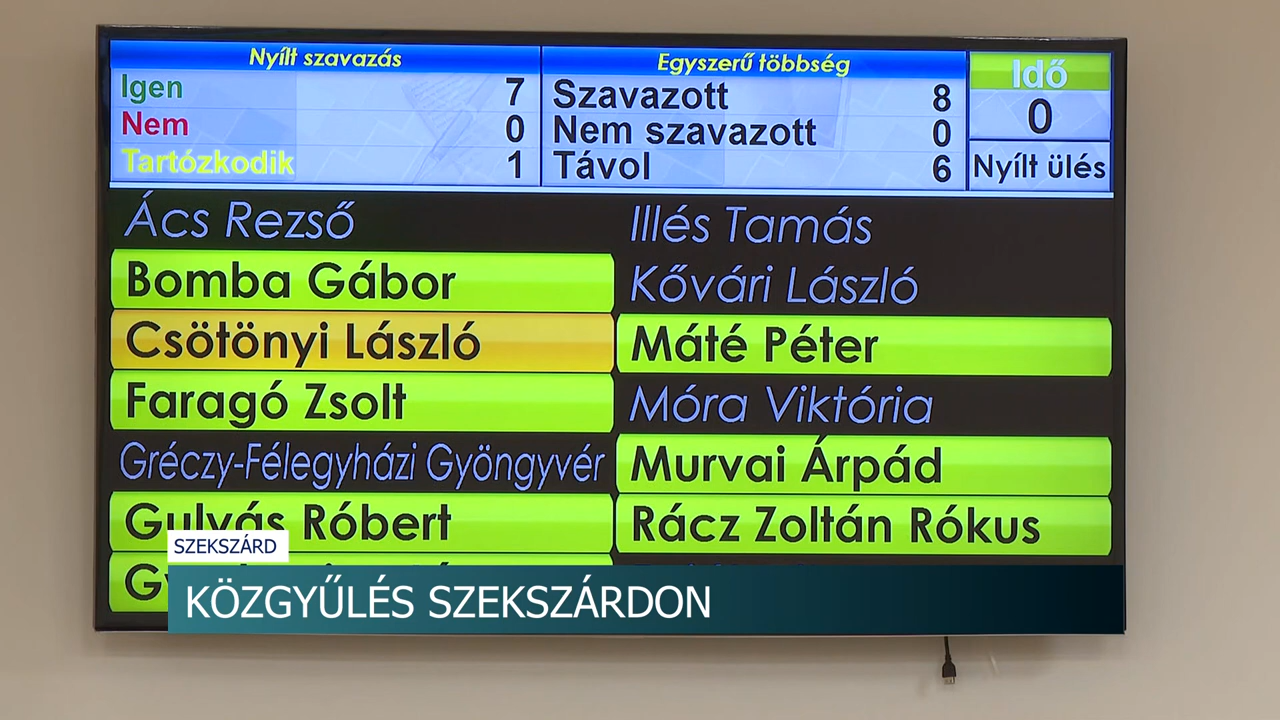 Nyílt szavazás
Igen 7
Nem 0
Tartózkodik 1
Egyszerű többség
Szavazott 8
Nem szavazott 0
Távol 6
Idő
0
Nyílt ülés
Ács Rezső
Bomba Gábor
Csötönyi László
Faragó Zsolt
Gréczy-Félegyházi Gyöngyvér
Gulyás Róbert
Illés Tamás
Kővári László
Máté Péter
Móra Viktória
Murvai Árpád
Rácz Zoltán Rókus
SZEKSZÁRD
KÖZGYŰLÉS SZEKSZÁRDON